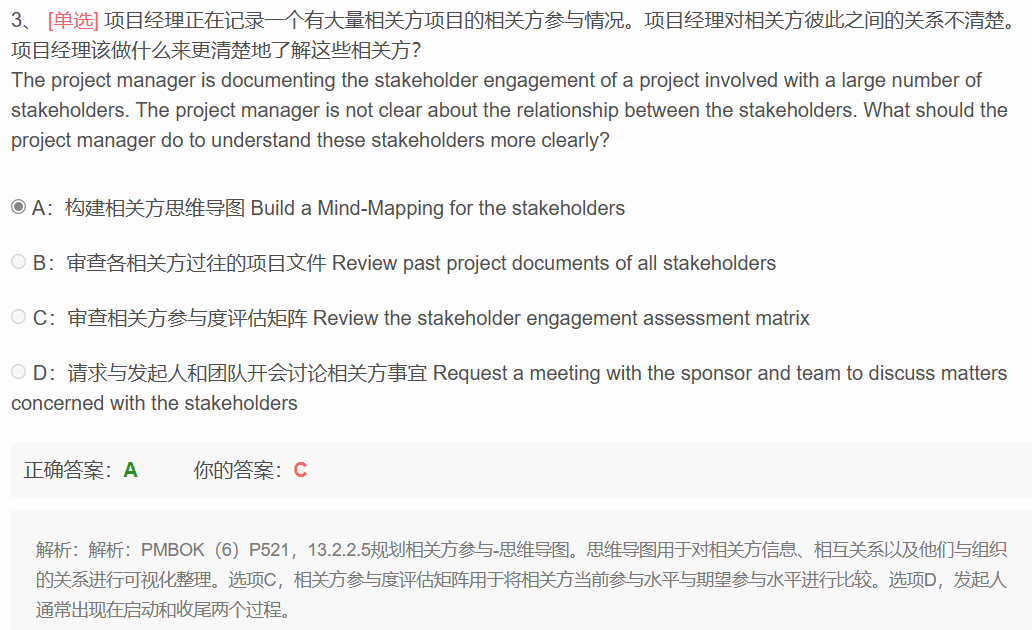 3、 [单选] 项目经理正在记录一个有大量相关方项目的相关方参与情况。项目经理对相关方彼此之间的关系不清楚。
项目经理该做什么来更清楚地了解这些相关方?
The project manager is documenting the stakeholder engagement of a project involved with a large number of
stakeholders. The project manager is not clear about the relationship between the stakeholders. What should the
project manager do to understand these stakeholders more clearly?
A：构建相关方思维导图 Build a Mind-Mapping for the stakeholders
B：审查各相关方过往的项目文件 Review past project documents of all stakeholders
C：审查相关方参与度评估矩阵 Review the stakeholder engagement assessment matrix
D：请求与发起人和团队开会讨论相关方事宜 Request a meeting with the sponsor and team to discuss matters
concerned with the stakeholders
正确答案：A 你的答案：C
解析：解析：PMBOK（6）P521，13.2.2.5规划相关方参与-思维导图。思维导图用于对相关方信息、相互关系以及他们与组织
的关系进行可视化整理。选项C，相关方参与度评估矩阵用于将相关方当前参与水平与期望参与水平进行比较。选项D，发起人
通常出现在启动和收尾两个过程。